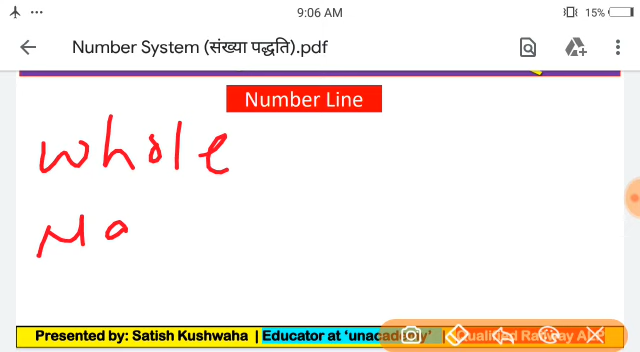 9:06 AM 15%
Number System (संख्या पद्धति).pdf
Number Line
Whole
Na
Presented by: Satish Kushwaha | Educator at 'unacademy' | Qualified Railway ALP